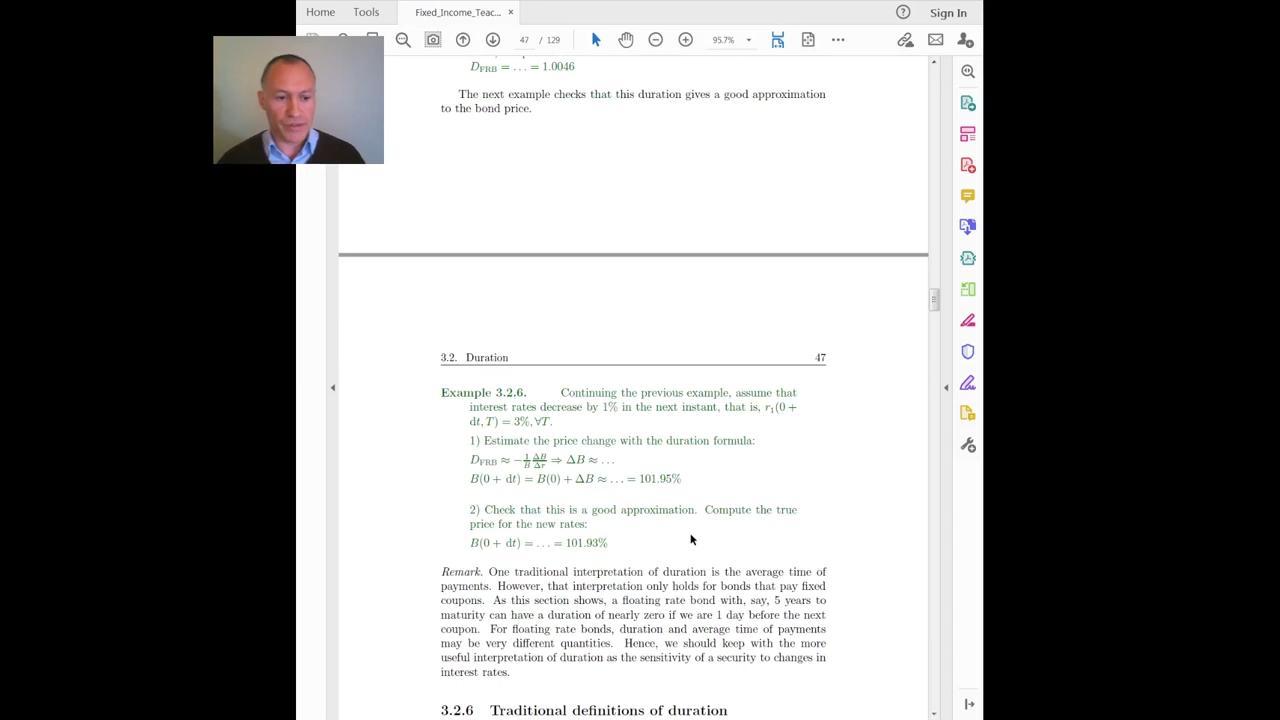 Home Tools Fixed_Income_Teac... × Sign In
47 / 129 95.7%
D_FRB = ... = 1.0046
The next example checks that this duration gives a good approximation
to the bond price.
3.2. Duration 47
Example 3.2.6. Continuing the previous example, assume that
interest rates decrease by 1% in the next instant, that is, r₁(0 +
dt, T) = 3%, ∀T.
1) Estimate the price change with the duration formula:
D_FRB ≈ −1/B ΔB/Δr ⇒ ΔB ≈ ...
B(0 + dt) = B(0) + ΔB ≈ ... = 101.95%
2) Check that this is a good approximation. Compute the true
price for the new rates:
B(0 + dt) = ... = 101.93%
Remark. One traditional interpretation of duration is the average time of
payments. However, that interpretation only holds for bonds that pay fixed
coupons. As this section shows, a floating rate bond with, say, 5 years to
maturity can have a duration of nearly zero if we are 1 day before the next
coupon. For floating rate bonds, duration and average time of payments
may be very different quantities. Hence, we should keep with the more
useful interpretation of duration as the sensitivity of a security to changes in
interest rates.
3.2.6 Traditional definitions of duration